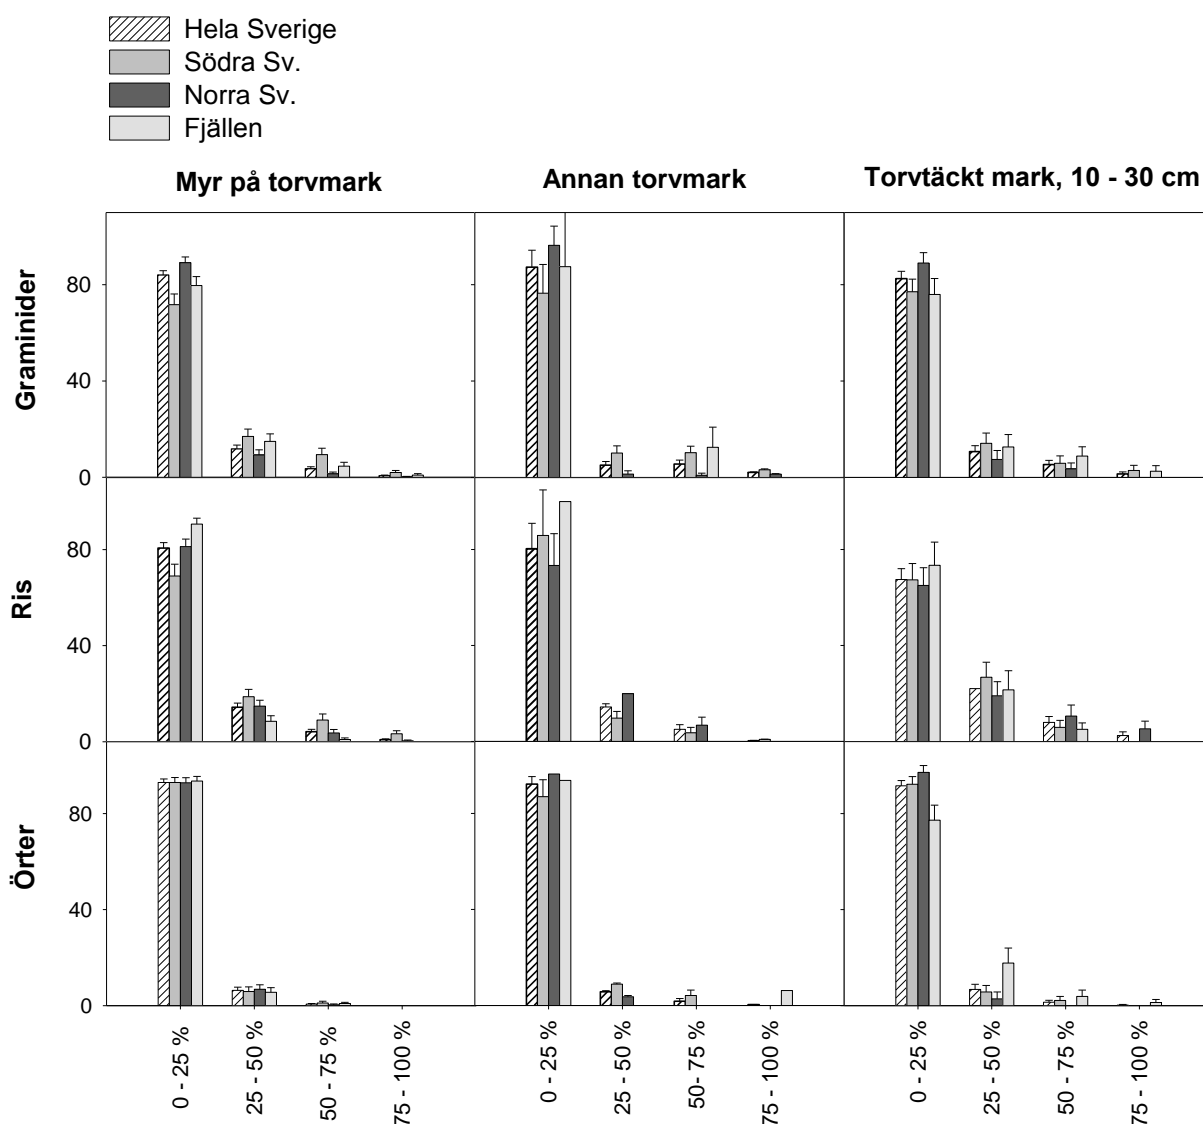 Hela Sverige
Södra Sv.
Norra Sv.
Fjällen
Myr på torvmark
Annan torvmark
Torvtäckt mark, 10 - 30 cm
Graminider
80
40
0
Ris
80
40
0
Örter
80
40
0
0 - 25 %
25 - 50 %
50 - 75 %
75 - 100 %
0 - 25 %
25 - 50 %
50- 75 %
75 - 100 %
0 - 25 %
25 - 50 %
50 - 75 %
75 - 100 %